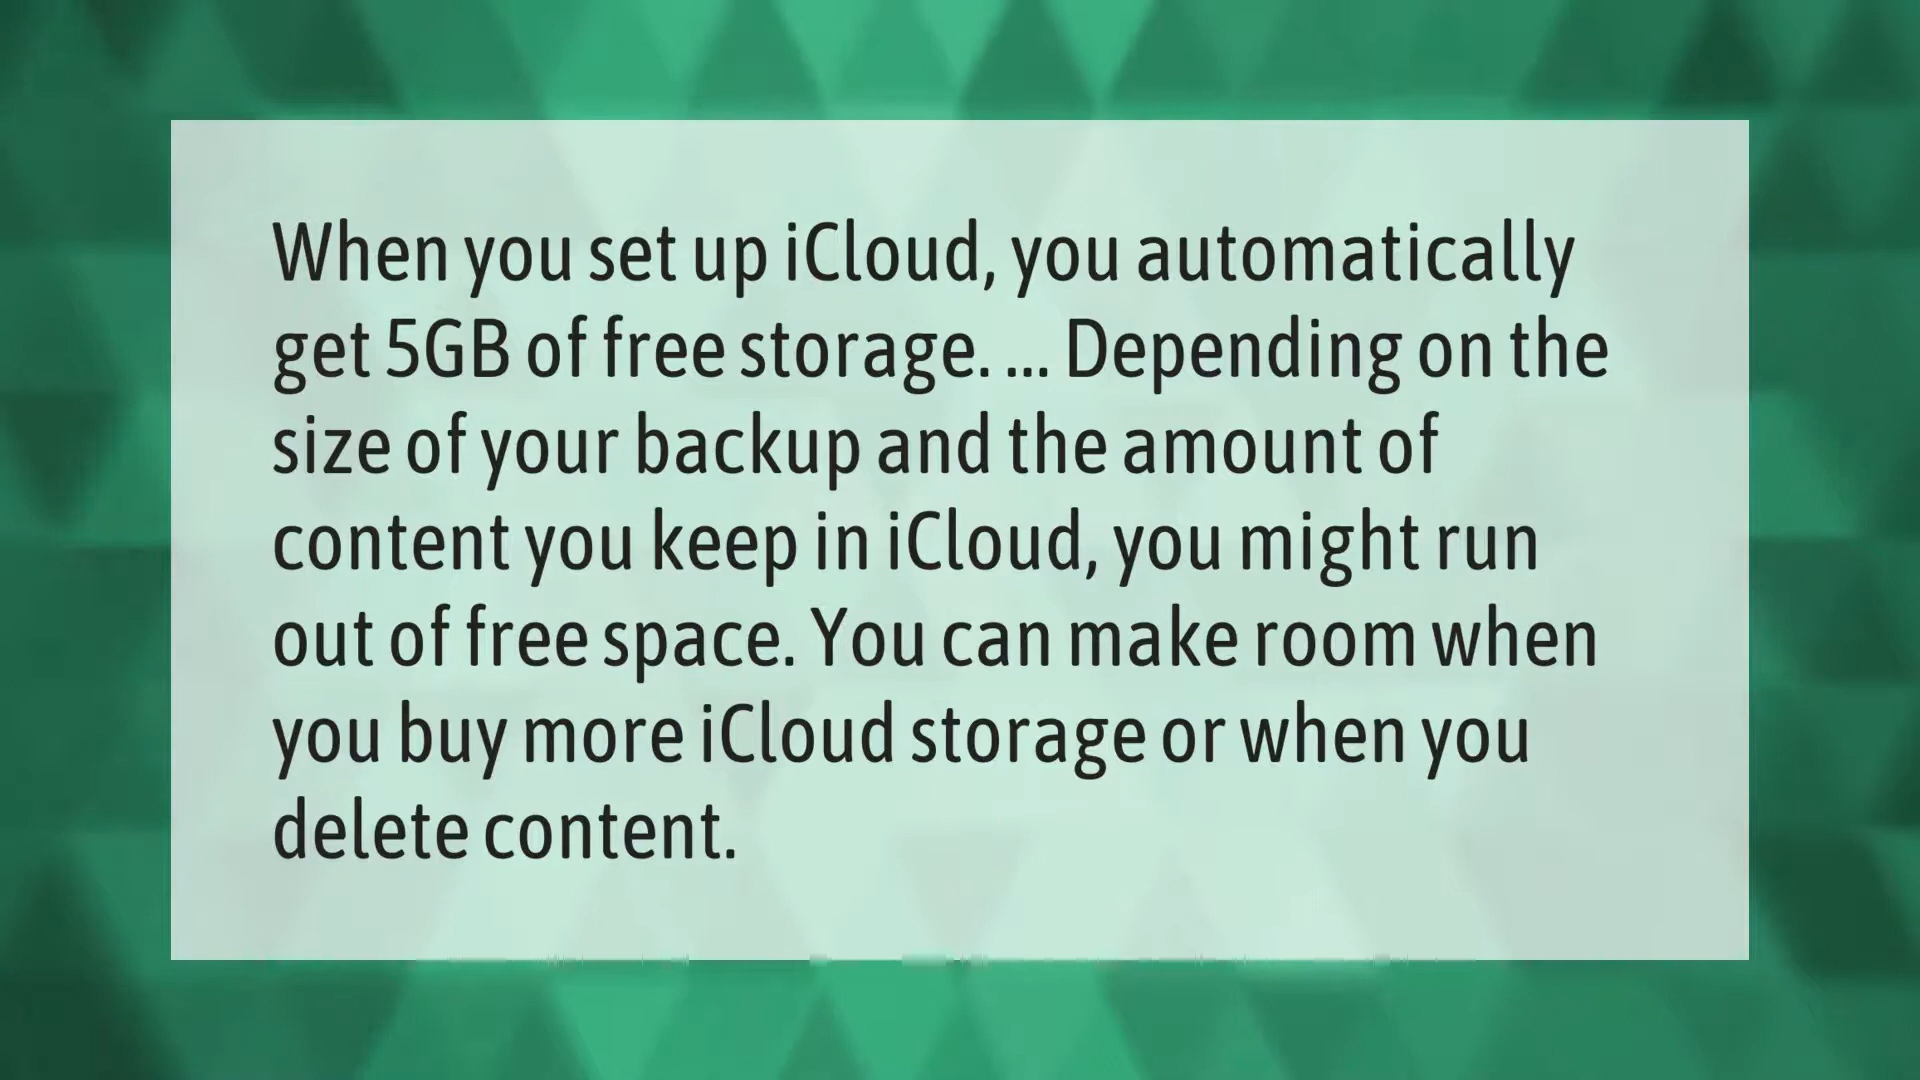 When you set up iCloud, you automatically
get 5GB of free storage. ... Depending on the
size of your backup and the amount of
content you keep in iCloud, you might run
out of free space. You can make room when
you buy more iCloud storage or when you
delete content.